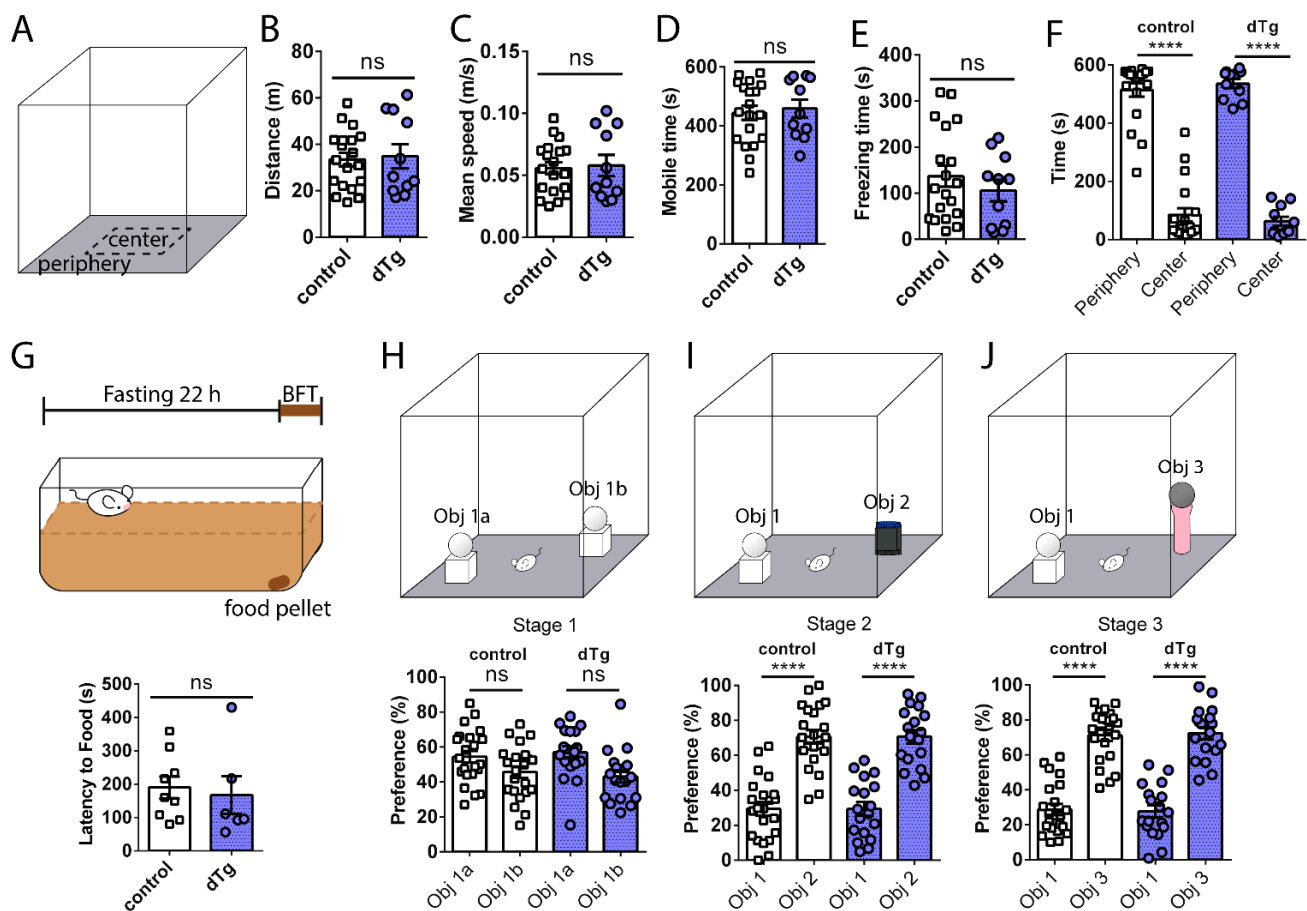 A
center
periphery
B
ns
Distance (m)
80
60
40
20
0
control
dTg
C
ns
Mean speed (m/s)
0.15
0.10
0.05
0.00
control
dTg
D
ns
Mobile time (s)
600
400
200
0
control
dTg
E
ns
Freezing time (s)
400
300
200
100
0
control
dTg
F
control
dTg
****
****
Time (s)
600
400
200
0
Periphery
Center
Periphery
Center
G
Fasting 22 h
BFT
food pellet
ns
Latency to Food (s)
500
400
300
200
100
0
control
dTg
H
Obj 1a
Obj 1b
Stage 1
control
dTg
ns
ns
Preference (%)
100
80
60
40
20
0
Obj 1a
Obj 1b
Obj 1a
Obj 1b
I
Obj 1
Obj 2
Stage 2
control
dTg
****
****
Preference (%)
100
80
60
40
20
0
Obj 1
Obj 2
Obj 1
Obj 2
J
Obj 1
Obj 3
Stage 3
control
dTg
****
****
Preference (%)
100
80
60
40
20
0
Obj 1
Obj 3
Obj 1
Obj 3